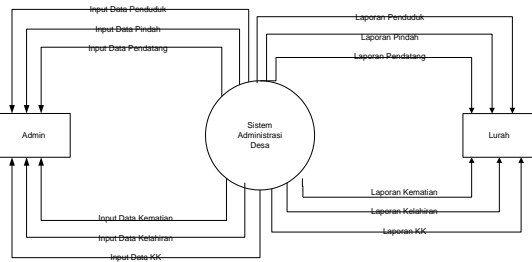 Input Data Penduduk
Input Data Pindah
Input Data Pendatang
Laporan Penduduk
Laporan Pindah
Laporan Pendatang
Admin
Sistem
Administrasi
Desa
Lurah
Input Data Kematian
Input Data Kelahiran
Input Data KK
Laporan Kematian
Laporan Kelahiran
Laporan KK